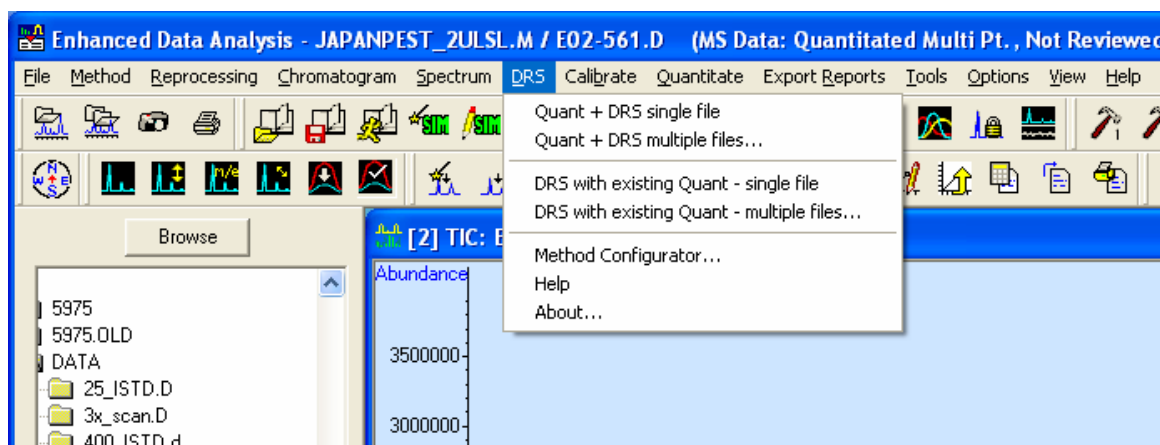 Enhanced Data Analysis - JAPANPEST_2ULSL.M / E02-561.D (MS Data: Quantitated Multi Pt., Not Reviewed
File Method Reprocessing Chromatogram Spectrum DRS Calibrate Quantitate Export Reports Tools Options View Help
SIM SIM
Quant + DRS single file
Quant + DRS multiple files...
N
W E
S
m/e
DRS with existing Quant - single file
DRS with existing Quant - multiple files...
Browse
[2] TIC: E
Method Configurator...
Help
About...
Abundance
5975
5975.OLD
DATA
25_ISTD.D
3x_scan.D
400_ISTD.d
3500000
3000000